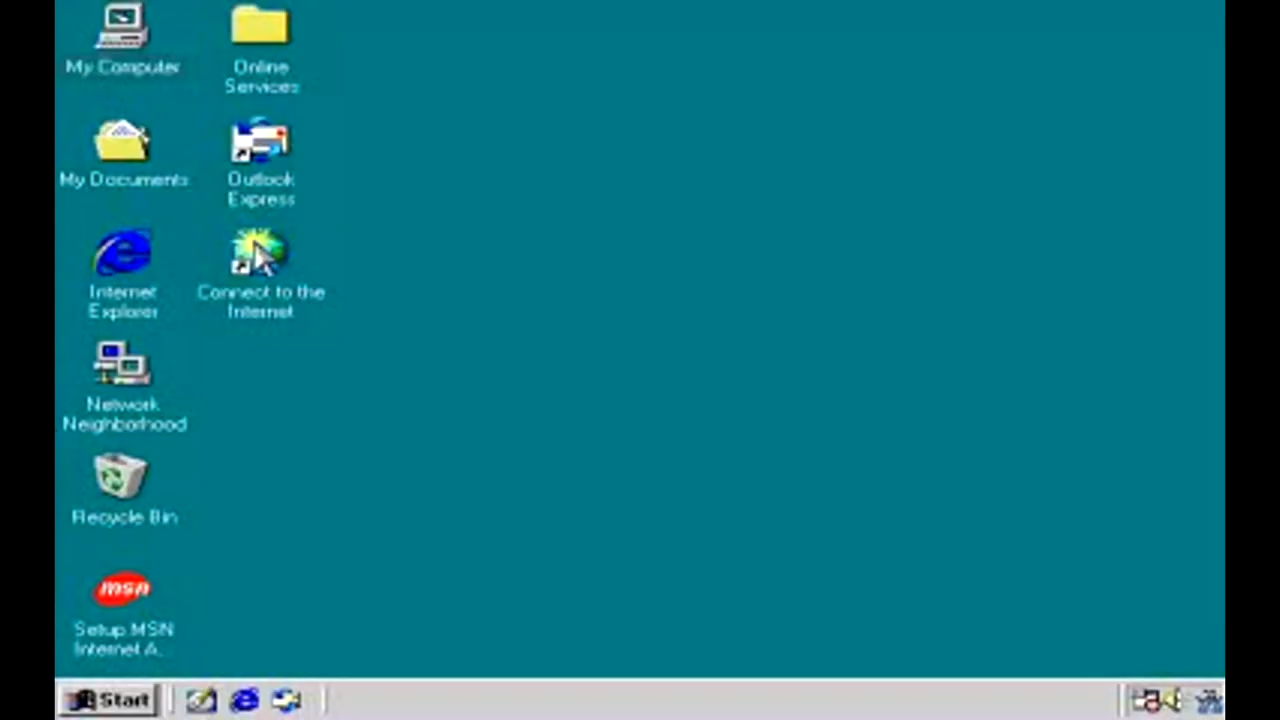 My Computer
Online
Services
My Documents
Outlook
Express
Internet
Explorer
Connect to the
Internet
Network
Neighborhood
Recycle Bin
msn
Setup MSN
Internet A...
Start